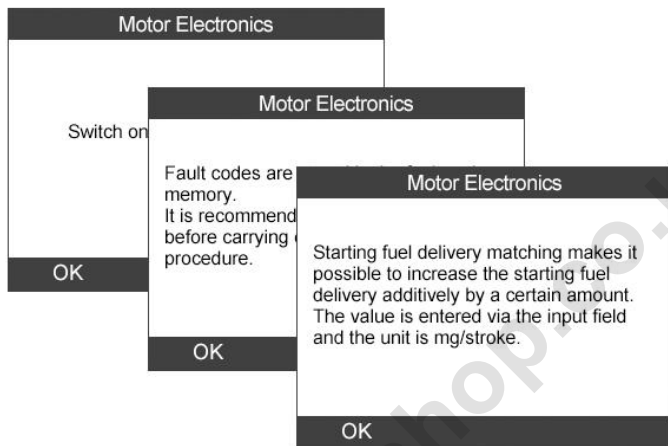 Motor Electronics
Switch on
OK
Motor Electronics
Fault codes are
memory.
It is recommend
before carrying
procedure.
OK
Motor Electronics
Starting fuel delivery matching makes it
possible to increase the starting fuel
delivery additively by a certain amount.
The value is entered via the input field
and the unit is mg/stroke.
OK
shop.co.